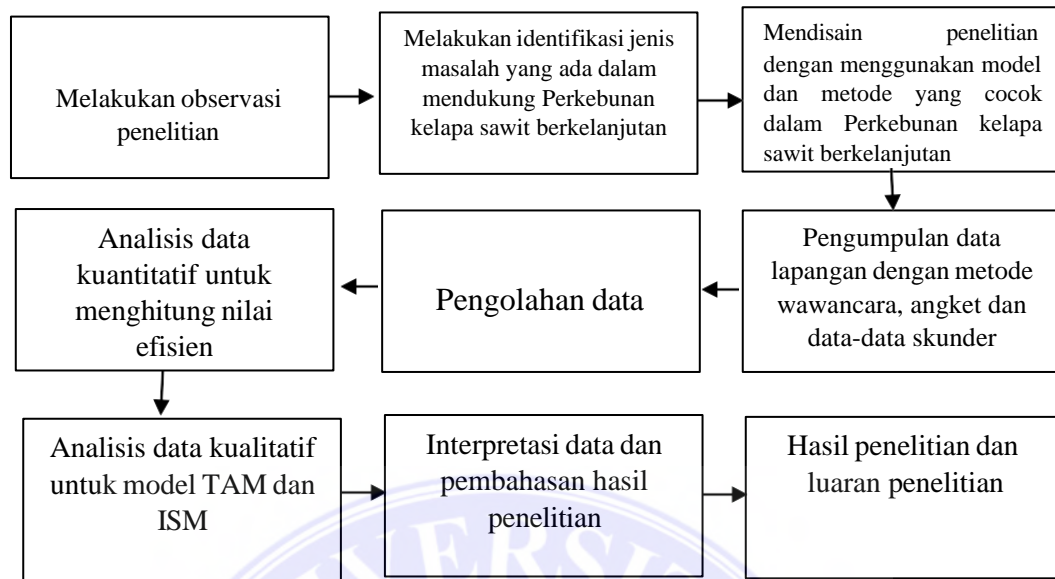 Melakukan observasi
penelitian
Melakukan identifikasi jenis
masalah yang ada dalam
mendukung Perkebunan
kelapa sawit berkelanjutan
Mendisain penelitian
dengan menggunakan model
dan metode yang cocok
dalam Perkebunan kelapa
sawit berkelanjutan
Pengumpulan data
lapangan dengan metode
wawancara, angket dan
data-data skunder
Pengolahan data
Analisis data
kuantitatif untuk
menghitung nilai
efisien
Analisis data kualitatif
untuk model TAM dan
ISM
Interpretasi data dan
pembahasan hasil
penelitian
Hasil penelitian dan
luaran penelitian